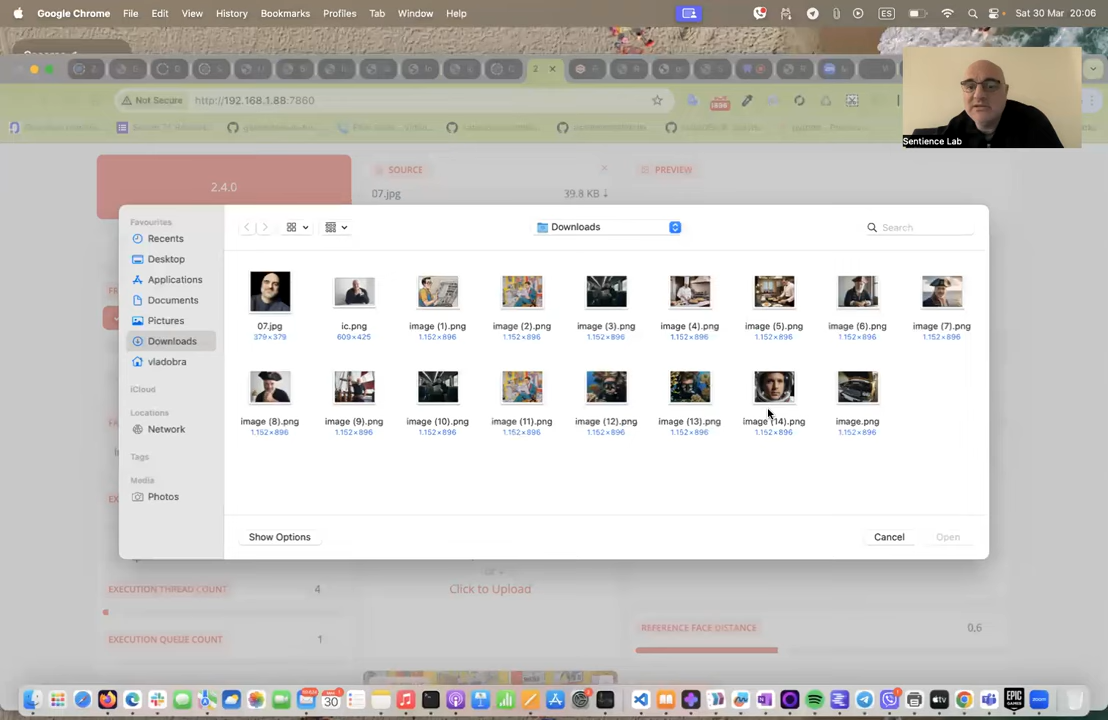 Google Chrome File Edit View History Bookmarks Profiles Tab Window Help
ES Sat 30 Mar 20:06
2
Not Secure http://192.168.1.88:7860
Sentience Lab
2.4.0
SOURCE
PREVIEW
07.jpg 39.8 KB ↓
Favourites
Recents
Desktop
Applications
Documents
Pictures
Downloads
vladobra
iCloud
Locations
Network
Tags
Media
Photos
Downloads
Search
07.jpg ic.png image (1).png image (2).png image (3).png image (4).png image (5).png image (6).png image (7).png
379×379 609×425 1.152×896 1.152×896 1.152×896 1.152×896 1.152×896 1.152×896 1.152×896
image (8).png image (9).png image (10).png image (11).png image (12).png image (13).png image (14).png image.png
1.152×896 1.152×896 1.152×896 1.152×896 1.152×896 1.152×896 1.152×896 1.152×896
Show Options Cancel Open
Click to Upload
EXECUTION THREAD COUNT 4
EXECUTION QUEUE COUNT 1
REFERENCE FACE DISTANCE 0,6